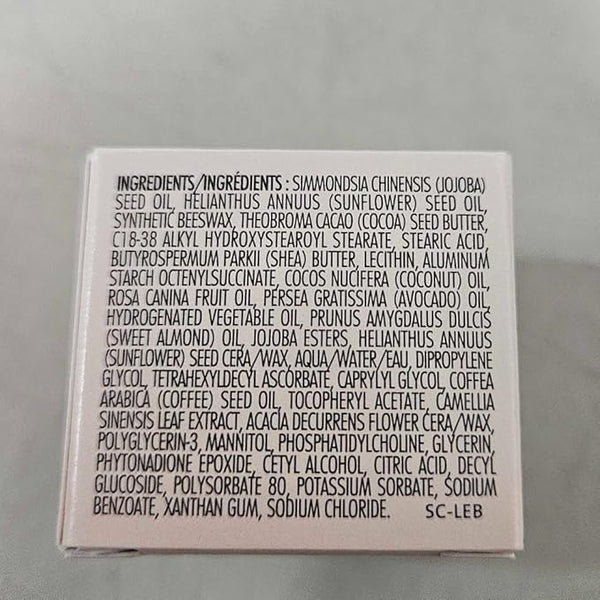 INGREDIENTS/INGRÉDIENTS : SIMMONDSIA CHINENSIS (JOJOBA)
SEED OIL, HELIANTHUS ANNUUS (SUNFLOWER) SEED OIL,
SYNTHETIC BEESWAX, THEOBROMA CACAO (COCOA) SEED BUTTER,
C18-38 ALKYL HYDROXYSTEAROYL STEARATE, STEARIC ACID,
BUTYROSPERMUM PARKII (SHEA) BUTTER, LECITHIN, ALUMINUM
STARCH OCTENYLSUCCINATE, COCOS NUCIFERA (COCONUT) OIL,
ROSA CANINA FRUIT OIL, PERSEA GRATISSIMA (AVOCADO) OIL,
HYDROGENATED VEGETABLE OIL, PRUNUS AMYGDALUS DULCIS
(SWEET ALMOND) OIL, JOJOBA ESTERS, HELIANTHUS ANNUUS
(SUNFLOWER) SEED CERA/WAX, AQUA/WATER/EAU, DIPROPYLENE
GLYCOL, TETRAHEXYLDECYL ASCORBATE, CAPRYLYL GLYCOL, COFFEA
ARABICA (COFFEE) SEED OIL, TOCOPHERYL ACETATE, CAMELLIA
SINENSIS LEAF EXTRACT, ACACIA DECURRENS FLOWER CERA/WAX,
POLYGLYCERIN-3, MANNITOL, PHOSPHATIDYLCHOLINE, GLYCERIN,
PHYTONADIONE EPOXIDE, CETYL ALCOHOL, CITRIC ACID, DECYL
GLUCOSIDE, POLYSORBATE 80, POTASSIUM SORBATE, SODIUM
BENZOATE, XANTHAN GUM, SODIUM CHLORIDE. SC-LEB